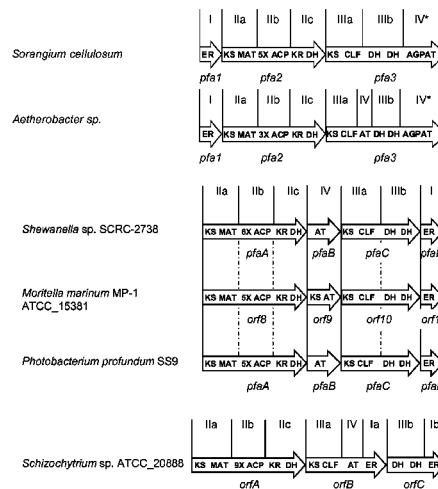 I IIa IIb IIc IIIa IIIb IV*
Sorangium cellulosum
ER KS MAT 5X ACP KR DH KS CLF DH DH AGPAT
pfa1 pfa2 pfa3
I IIa IIb IIc IIIa IV IIIb IV*
Aetherobacter sp.
ER KS MAT 3X ACP KR DH KS CLF AT DH DH AGPAT
pfa1 pfa2 pfa3
IIa IIb IIc IV IIIa IIIb I
Shewanella sp. SCRC-2738
KS MAT 6X ACP KR DH AT KS CLF DH DH ER
pfaA pfaB pfaC
Moritella marinum MP-1
ATCC_15381
KS MAT 5X ACP KR DH KS AT KS CLF DH DH ER
orf8 orf9 orf10 orf1
Photobacterium profundum SS9
KS MAT 5X ACP KR DH AT KS CLF DH DH ER
pfaA pfaB pfaC
IIa IIb IIc IIIa IV Ia IIIb Ib
Schizochytrium sp. ATCC_20888
KS MAT 9X ACP KR DH KS CLF AT ER DH DH ER
orfA orfB orfC